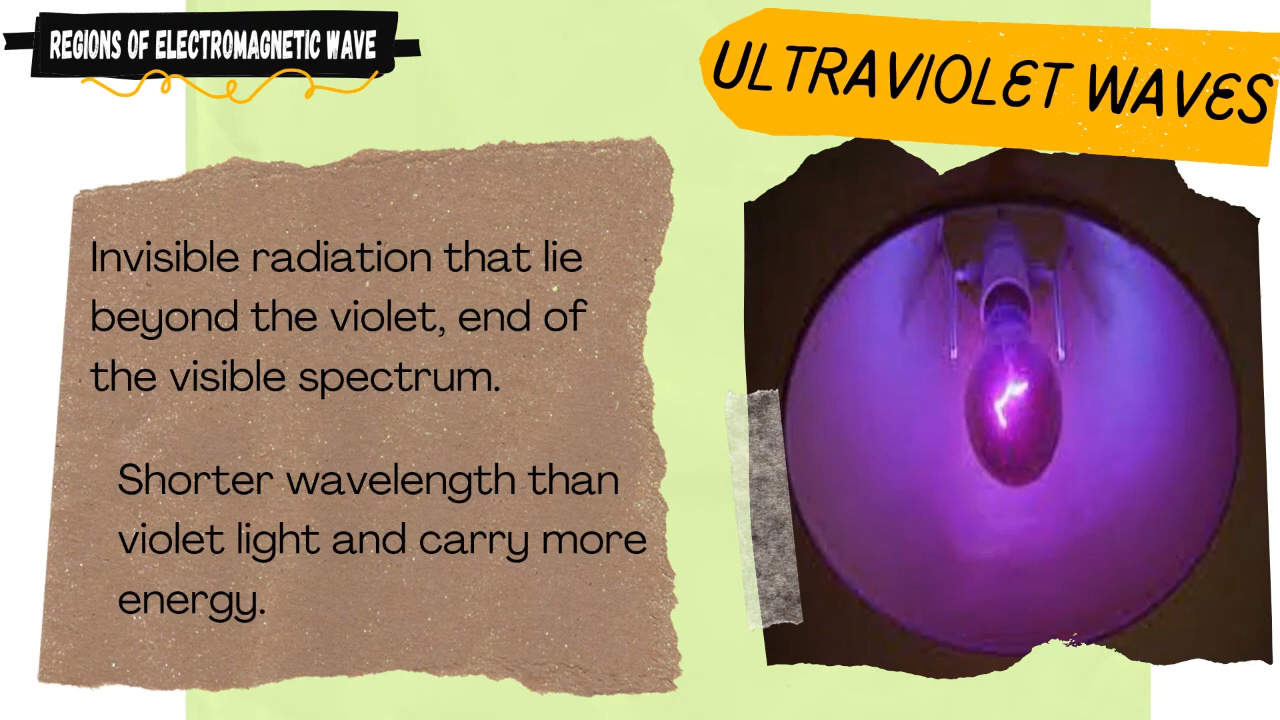 REGIONS OF ELECTROMAGNETIC WAVE
ULTRAVIOLET WAVES
Invisible radiation that lie
beyond the violet, end of
the visible spectrum.
Shorter wavelength than
violet light and carry more
energy.